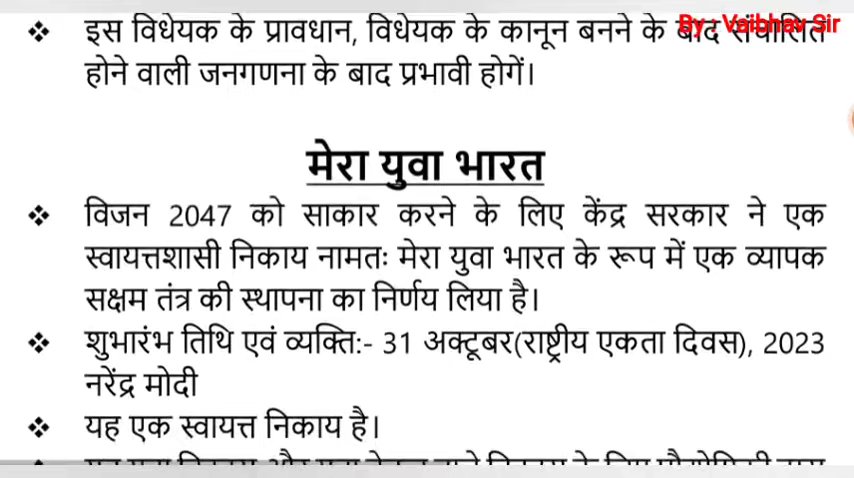 ❖ इस विधेयक के प्रावधान, विधेयक के कानून बनने के बाद संचालित
By: Vaibhav Sir
होने वाली जनगणना के बाद प्रभावी होगें।
मेरा युवा भारत
❖ विजन 2047 को साकार करने के लिए केंद्र सरकार ने एक
स्वायत्तशासी निकाय नामतः मेरा युवा भारत के रूप में एक व्यापक
सक्षम तंत्र की स्थापना का निर्णय लिया है।
❖ शुभारंभ तिथि एवं व्यक्ति:- 31 अक्टूबर(राष्ट्रीय एकता दिवस), 2023
नरेंद्र मोदी
❖ यह एक स्वायत्त निकाय है।